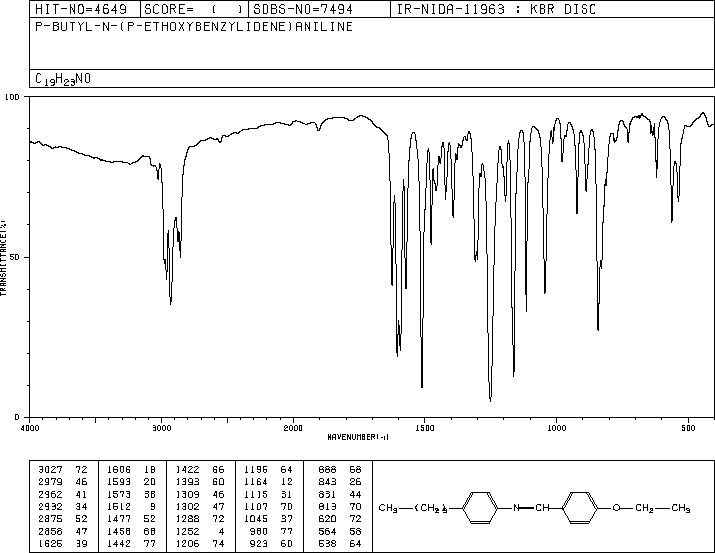 HIT-NO=4649 SCORE= ( ) SDBS-NO=7494 IR-NIDA-11963 : KBR DISC
P-BUTYL-N-(P-ETHOXYBENZYLIDENE)ANILINE
C19H23NO
100
50
0
TRANSMITTANCE(%)
4000 3000 2000 1500 1000 500
WAVENUMBER(-1)
3027 72 1606 18 1422 66 1196 64 888 68
2979 46 1593 20 1393 60 1164 12 843 26
2962 41 1573 38 1309 46 1115 31 831 44
2932 34 1512 9 1302 47 1107 70 813 70
2875 52 1477 52 1288 72 1045 37 620 72
2858 47 1458 68 1252 4 980 77 564 58
1625 39 1442 77 1206 74 923 60 538 64
CH3 (CH2)3 N CH O CH2 CH3